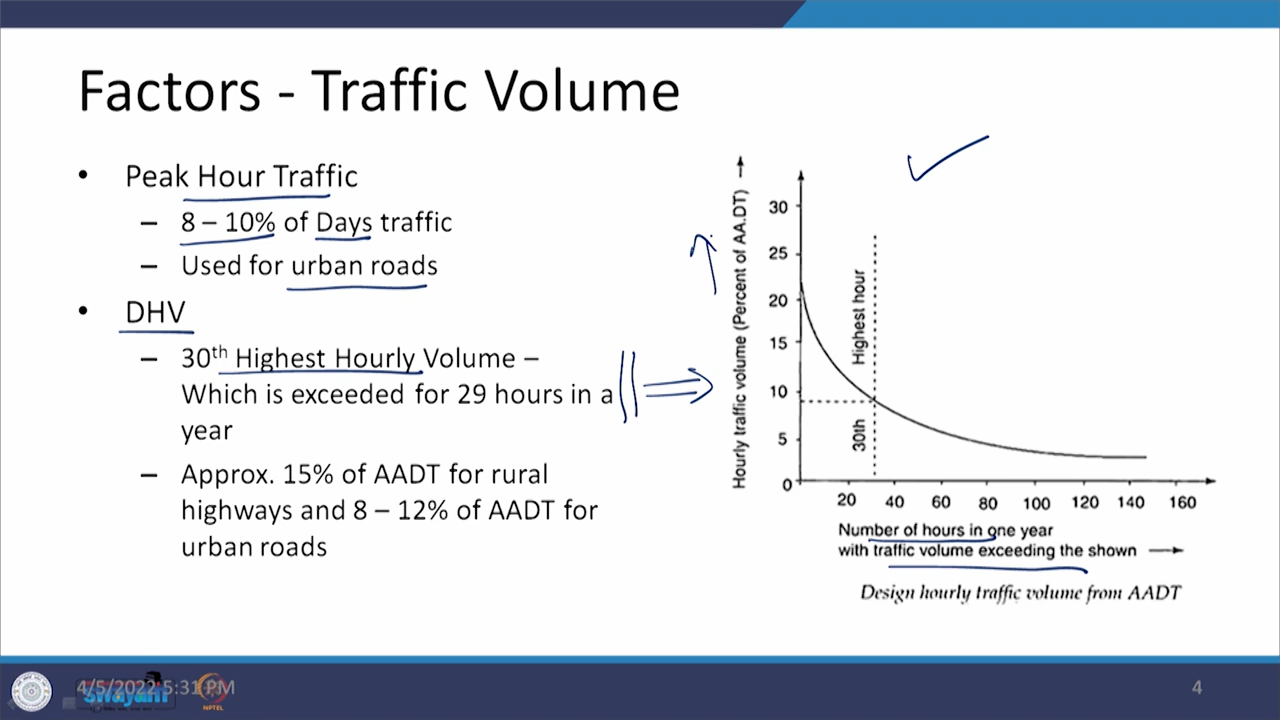 Factors - Traffic Volume
• Peak Hour Traffic
– 8 – 10% of Days traffic
– Used for urban roads
• DHV
– 30th Highest Hourly Volume –
Which is exceeded for 29 hours in a
year
– Approx. 15% of AADT for rural
highways and 8 – 12% of AADT for
urban roads
Hourly traffic volume (Percent of AA.DT)
30
25
20
15
10
5
0
30th Highest hour
20 40 60 80 100 120 140 160
Number of hours in one year
with traffic volume exceeding the shown
Design hourly traffic volume from AADT
4/5/2022 5:31 PM
swayam
NPTEL
4